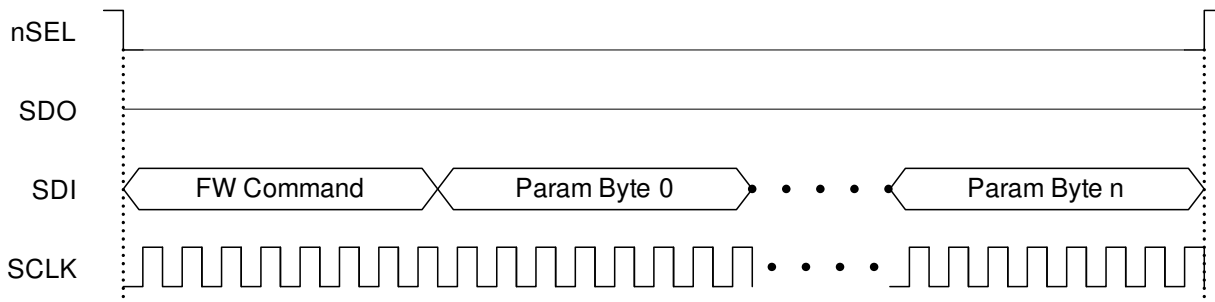 nSEL
SDO
SDI FW Command Param Byte 0 Param Byte n
SCLK